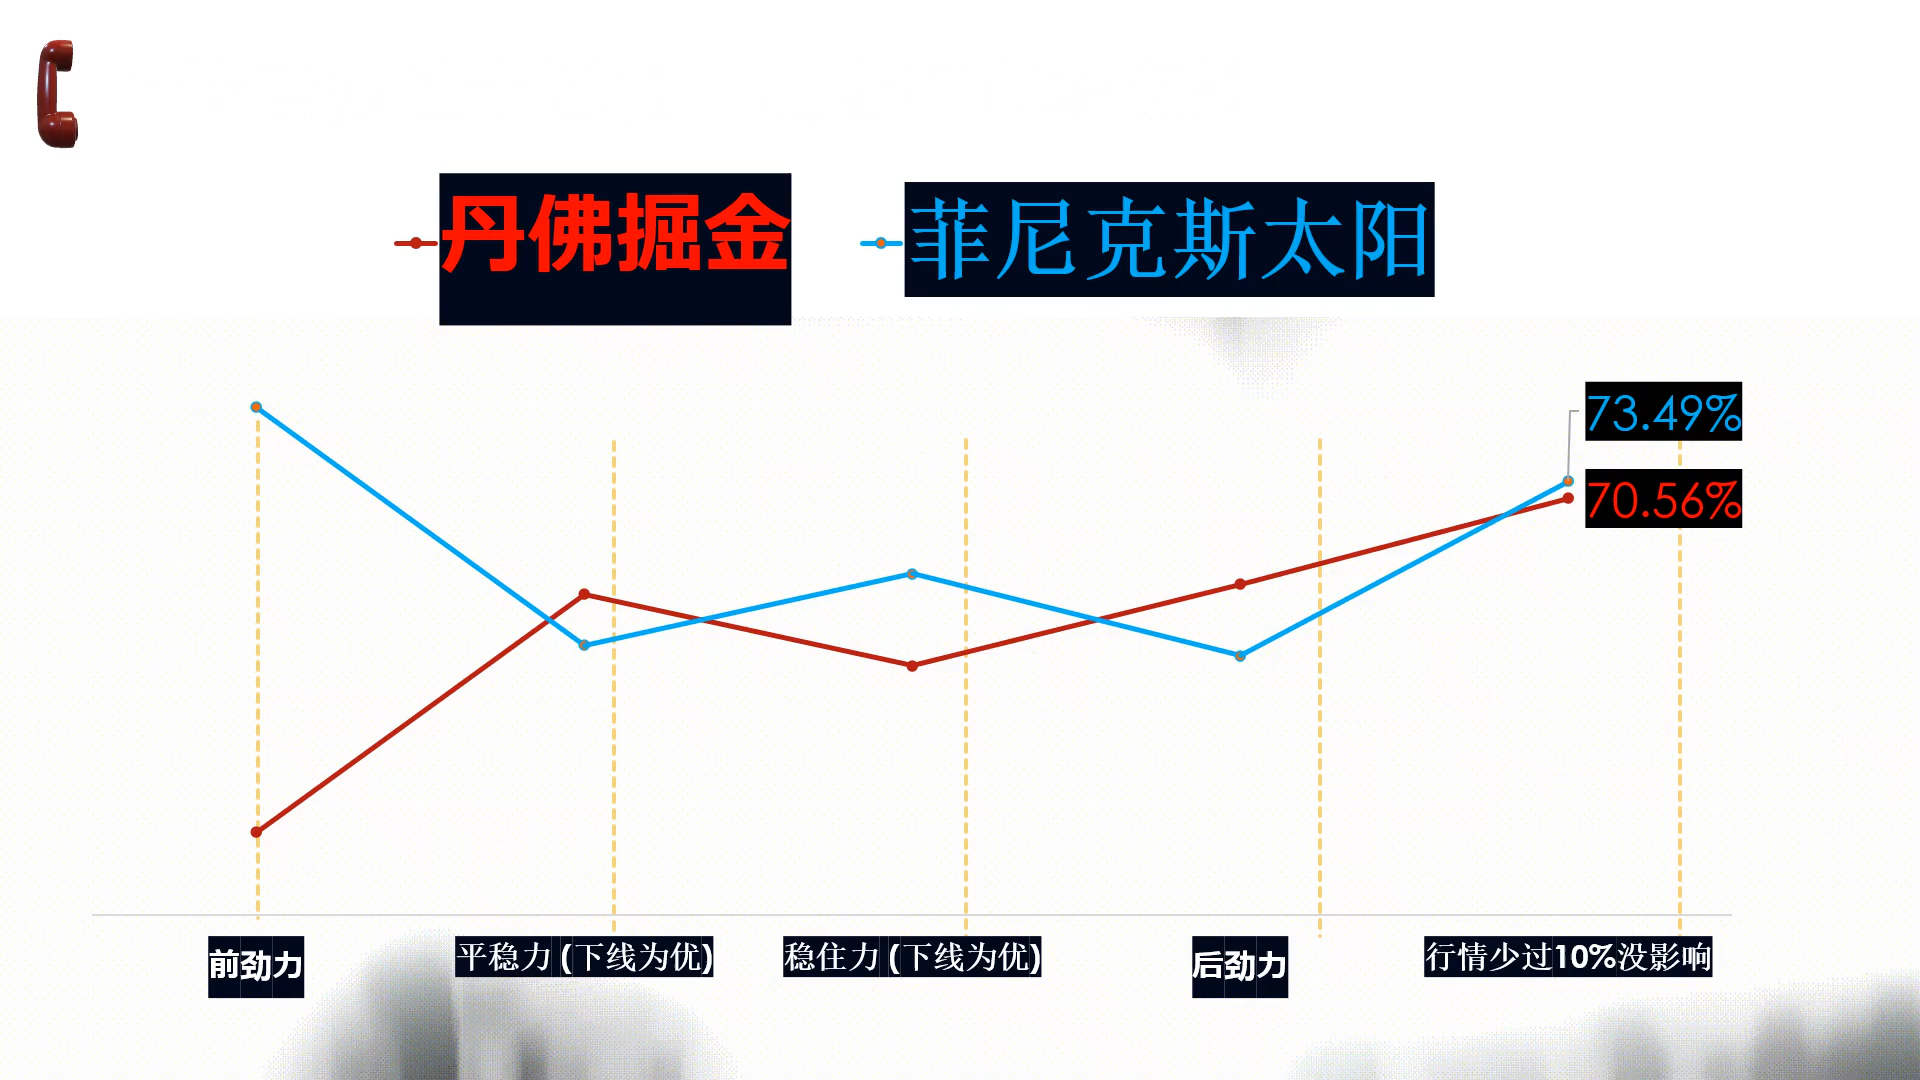 丹佛掘金
菲尼克斯太阳
73.49%
70.56%
前劲力
平稳力 (下线为优)
稳住力 (下线为优)
后劲力
行情少过10%没影响